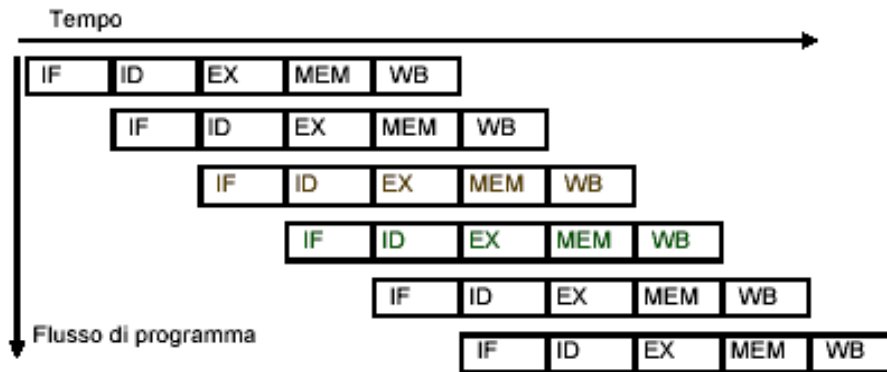 Tempo
IF ID EX MEM WB
IF ID EX MEM WB
IF ID EX MEM WB
IF ID EX MEM WB
IF ID EX MEM WB
Flusso di programma
IF ID EX MEM WB